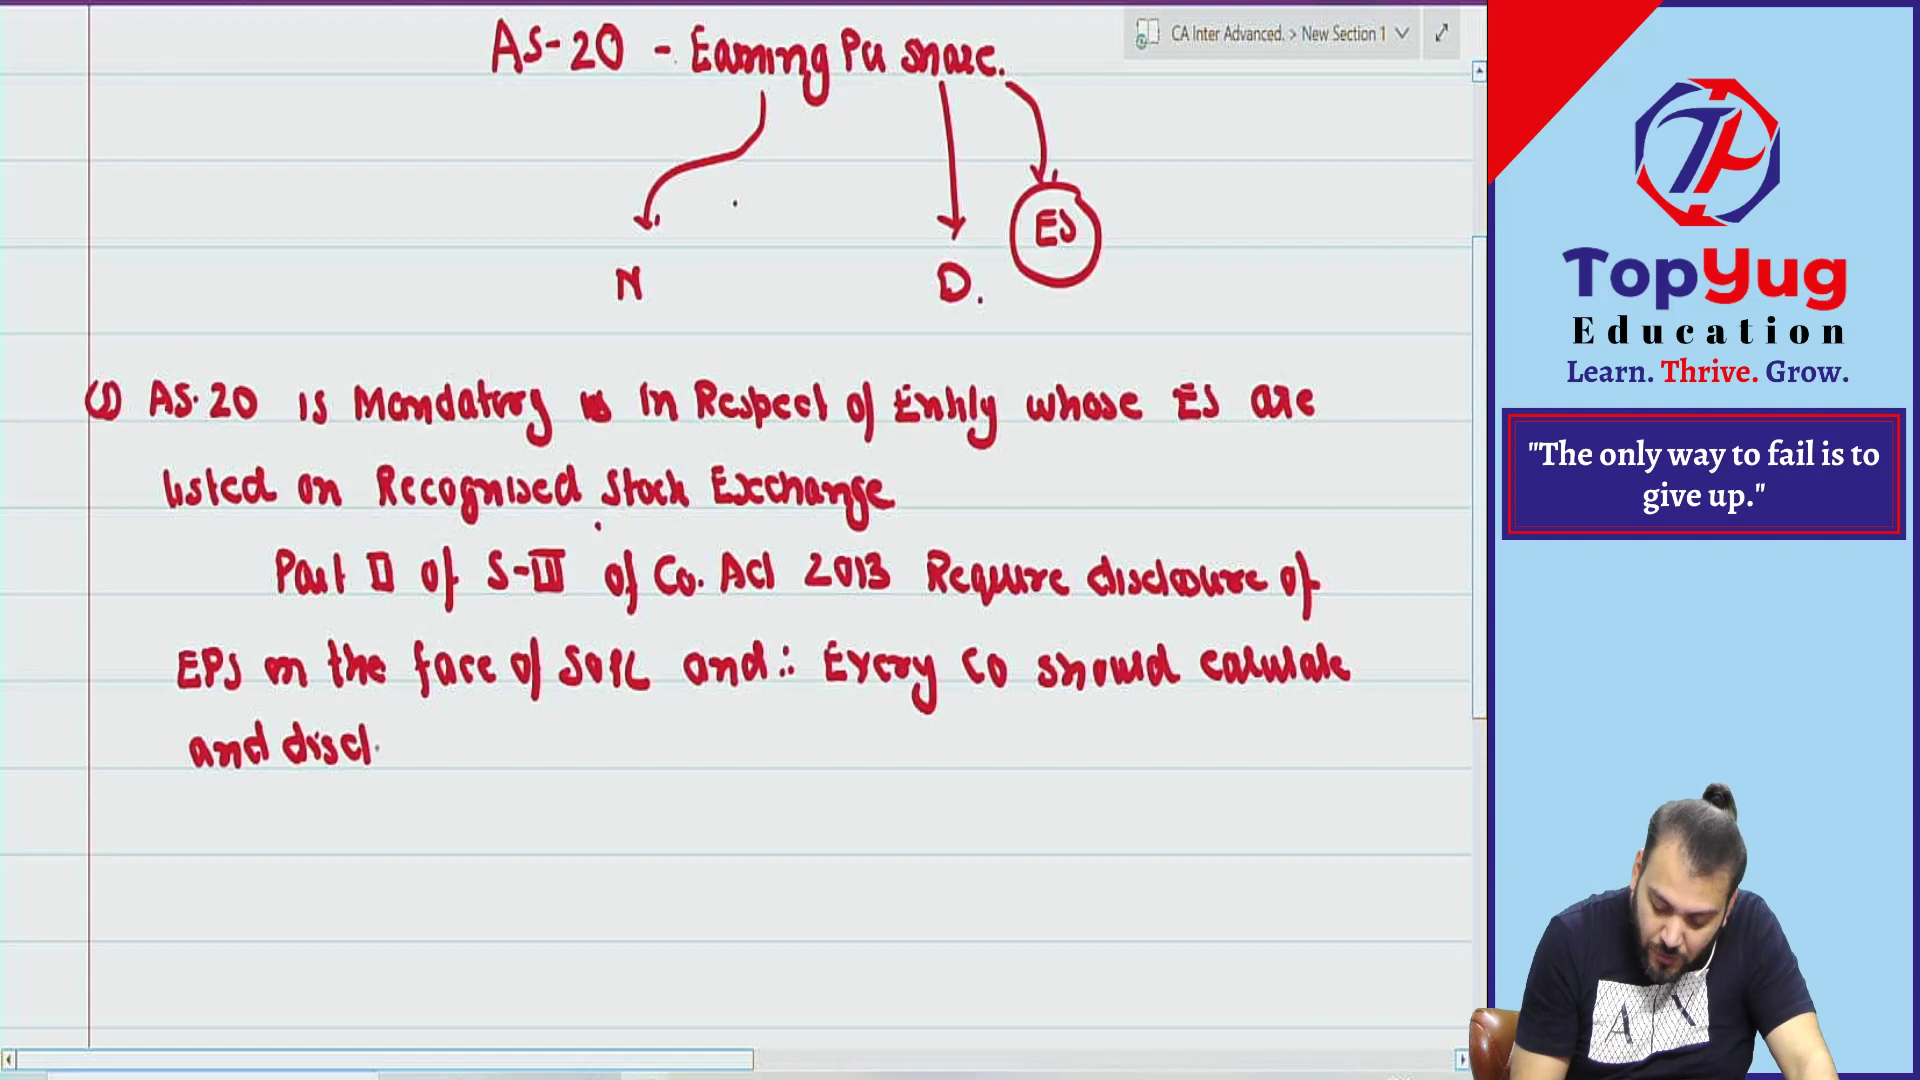 AS-20 - Earning Per share.
CA Inter Advanced. > New Section 1
ES
N
D.
(1) AS.20 is Mandatory in Respect of Entity whose ES are
listed on Recognised Stock Exchange
Part II of S-III of Co. Act 2013 Require disclosure of
EPS on the face of SOPL and ∴ Every Co should calculate
and discl.
TopYug
Education
Learn. Thrive. Grow.
"The only way to fail is to
give up."
A X